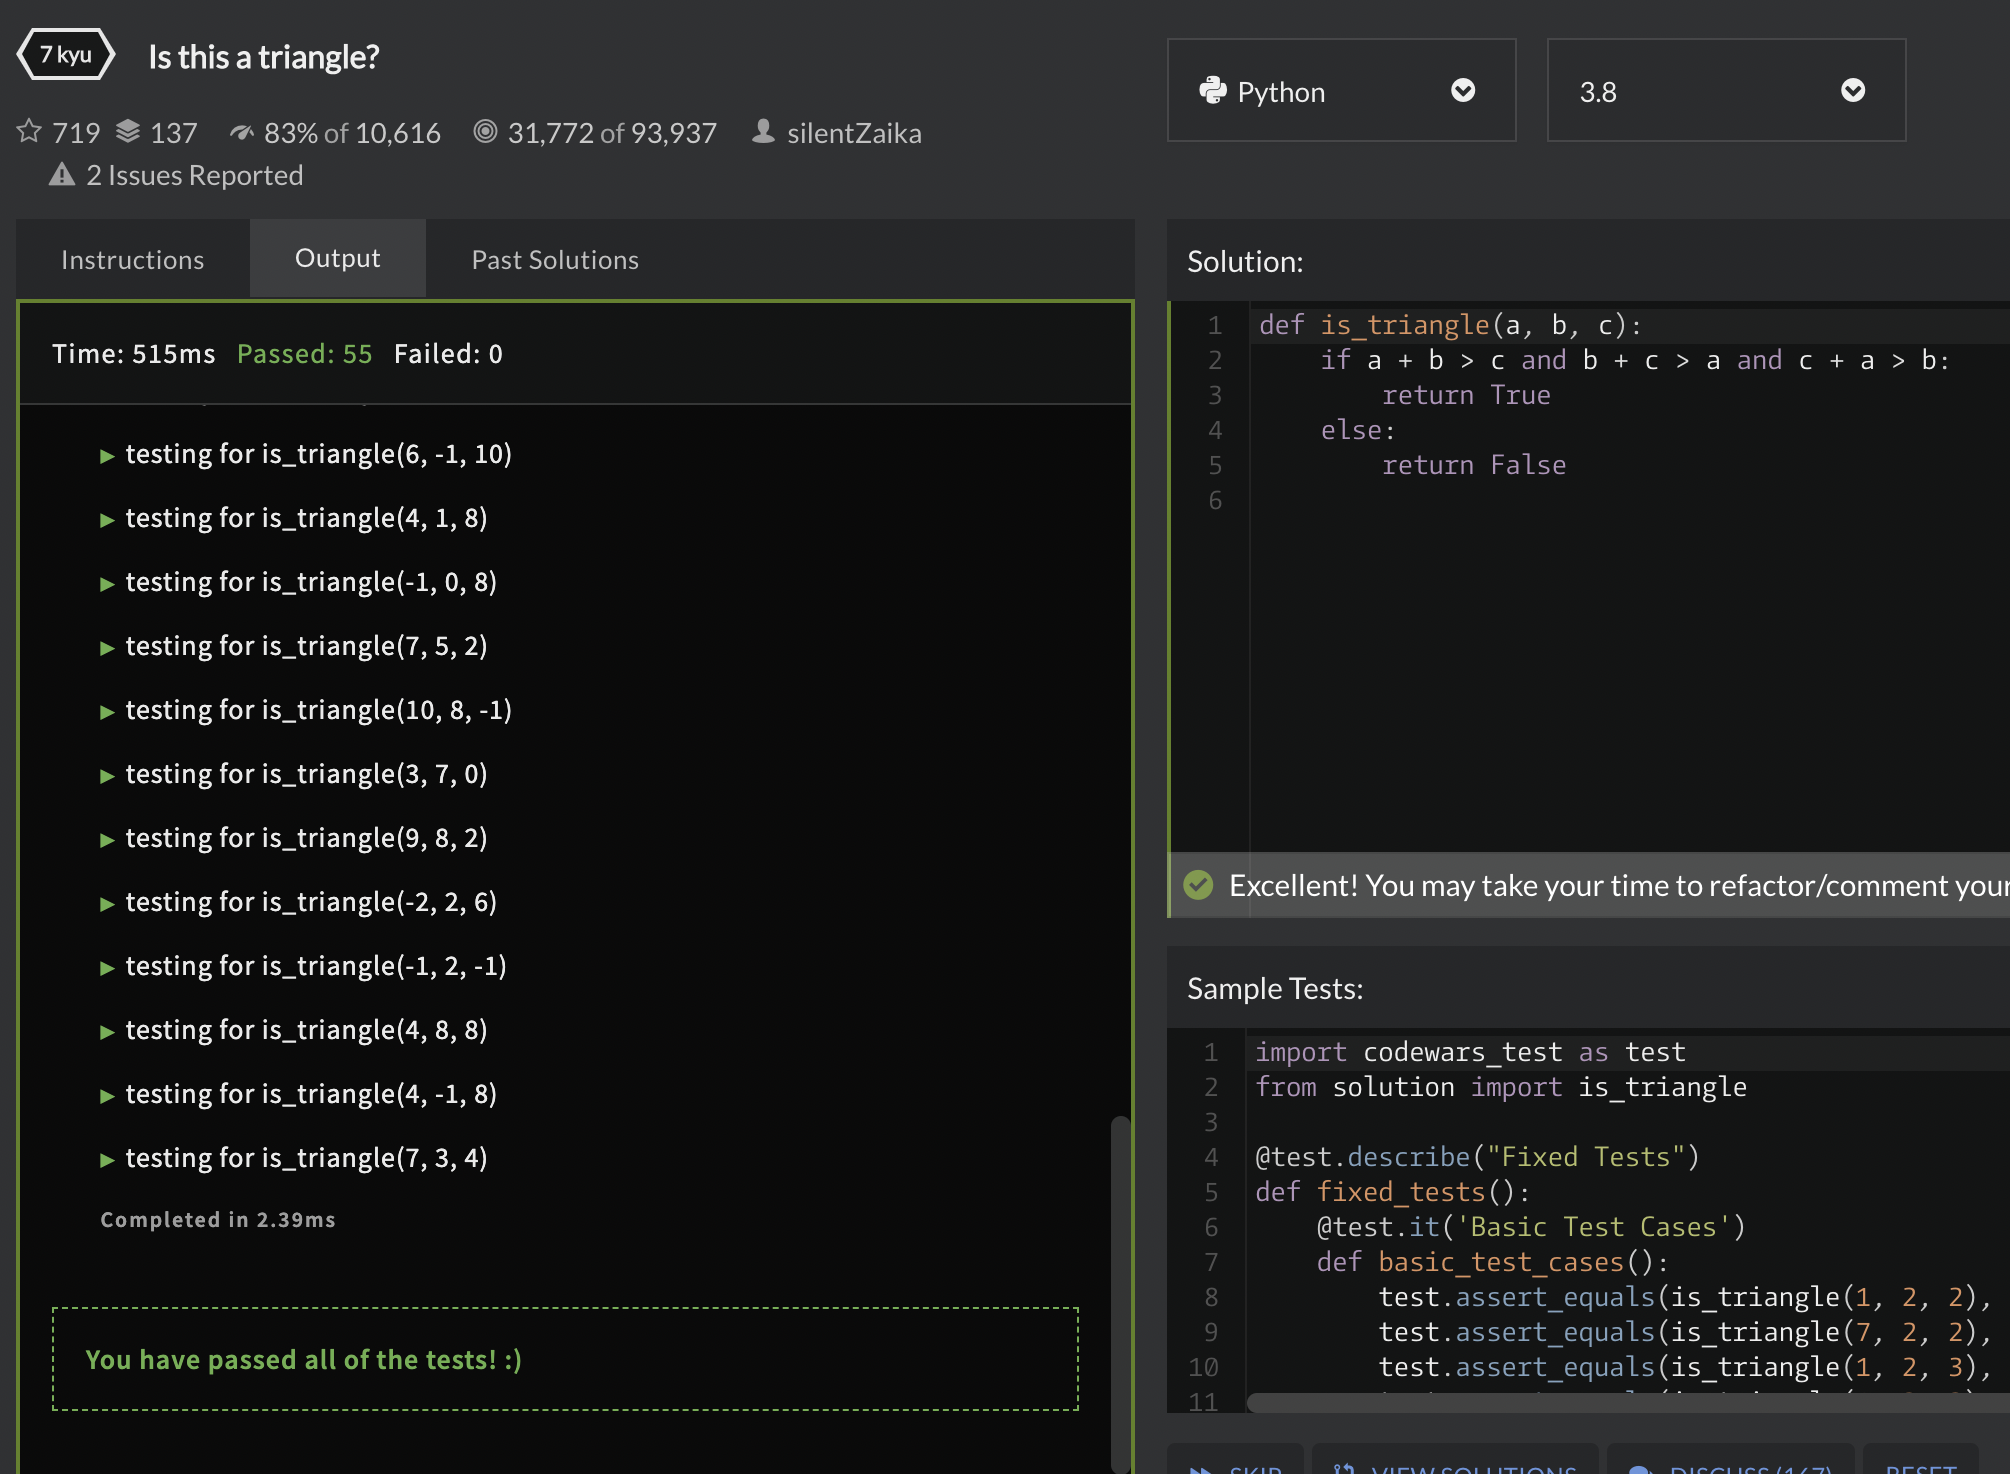 7 kyu
Is this a triangle?
719 137 83% of 10,616 31,772 of 93,937 silentZaika
2 Issues Reported
Python
3.8
Instructions
Output
Past Solutions
Time: 515ms Passed: 55 Failed: 0
testing for is_triangle(6, -1, 10)
testing for is_triangle(4, 1, 8)
testing for is_triangle(-1, 0, 8)
testing for is_triangle(7, 5, 2)
testing for is_triangle(10, 8, -1)
testing for is_triangle(3, 7, 0)
testing for is_triangle(9, 8, 2)
testing for is_triangle(-2, 2, 6)
testing for is_triangle(-1, 2, -1)
testing for is_triangle(4, 8, 8)
testing for is_triangle(4, -1, 8)
testing for is_triangle(7, 3, 4)
Completed in 2.39ms
You have passed all of the tests! :)
Solution:
1 def is_triangle(a, b, c):
2     if a + b > c and b + c > a and c + a > b:
3         return True
4     else:
5         return False
6
Excellent! You may take your time to refactor/comment your
Sample Tests:
1 import codewars_test as test
2 from solution import is_triangle
3
4 @test.describe("Fixed Tests")
5 def fixed_tests():
6     @test.it('Basic Test Cases')
7     def basic_test_cases():
8         test.assert_equals(is_triangle(1, 2, 2),
9         test.assert_equals(is_triangle(7, 2, 2),
10         test.assert_equals(is_triangle(1, 2, 3),
11
SKIP
VIEW SOLUTIONS
DISCUSS (167)
RESET